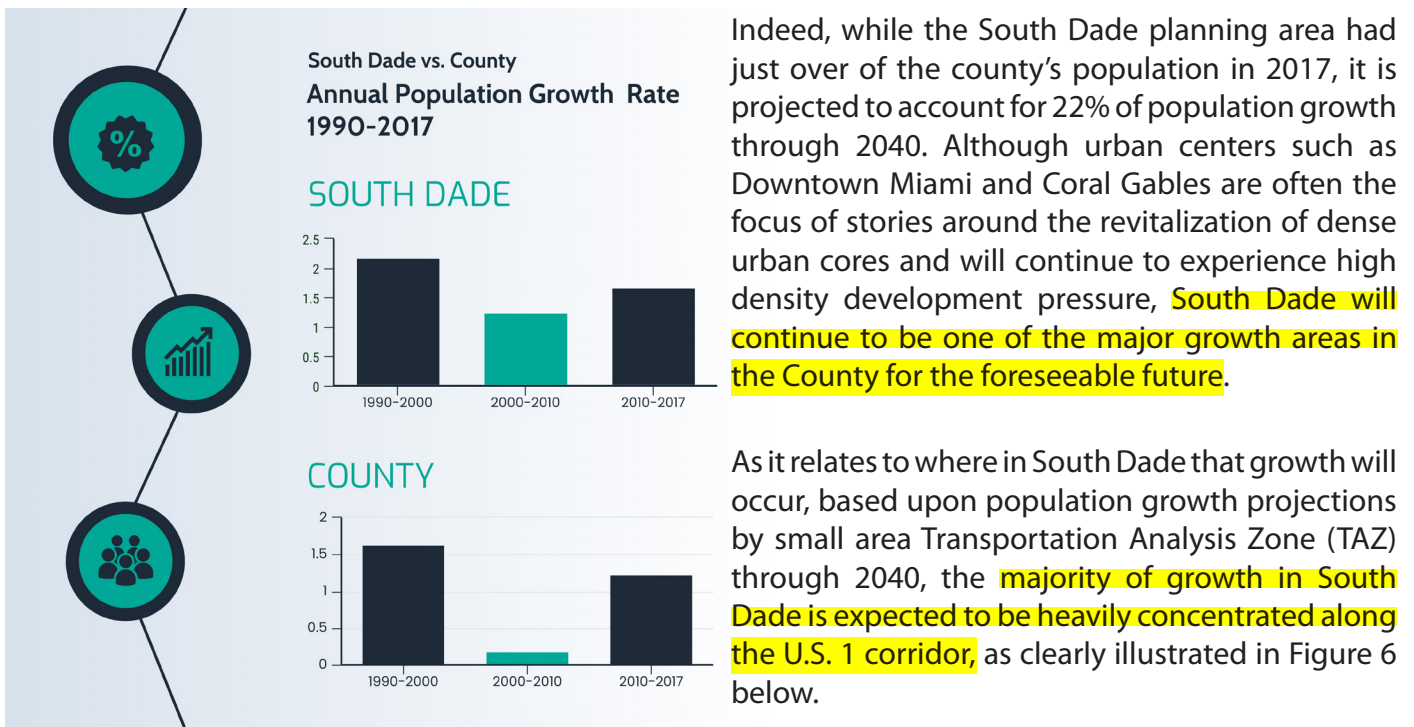 South Dade vs. County
Annual Population Growth Rate
1990-2017
SOUTH DADE
2.5
2
1.5
1
0.5
0
1990-2000 2000-2010 2010-2017
COUNTY
2
1.5
1
0.5
0
1990-2000 2000-2010 2010-2017
%
Indeed, while the South Dade planning area had
just over of the county’s population in 2017, it is
projected to account for 22% of population growth
through 2040. Although urban centers such as
Downtown Miami and Coral Gables are often the
focus of stories around the revitalization of dense
urban cores and will continue to experience high
density development pressure, South Dade will
continue to be one of the major growth areas in
the County for the foreseeable future.
As it relates to where in South Dade that growth will
occur, based upon population growth projections
by small area Transportation Analysis Zone (TAZ)
through 2040, the majority of growth in South
Dade is expected to be heavily concentrated along
the U.S. 1 corridor, as clearly illustrated in Figure 6
below.